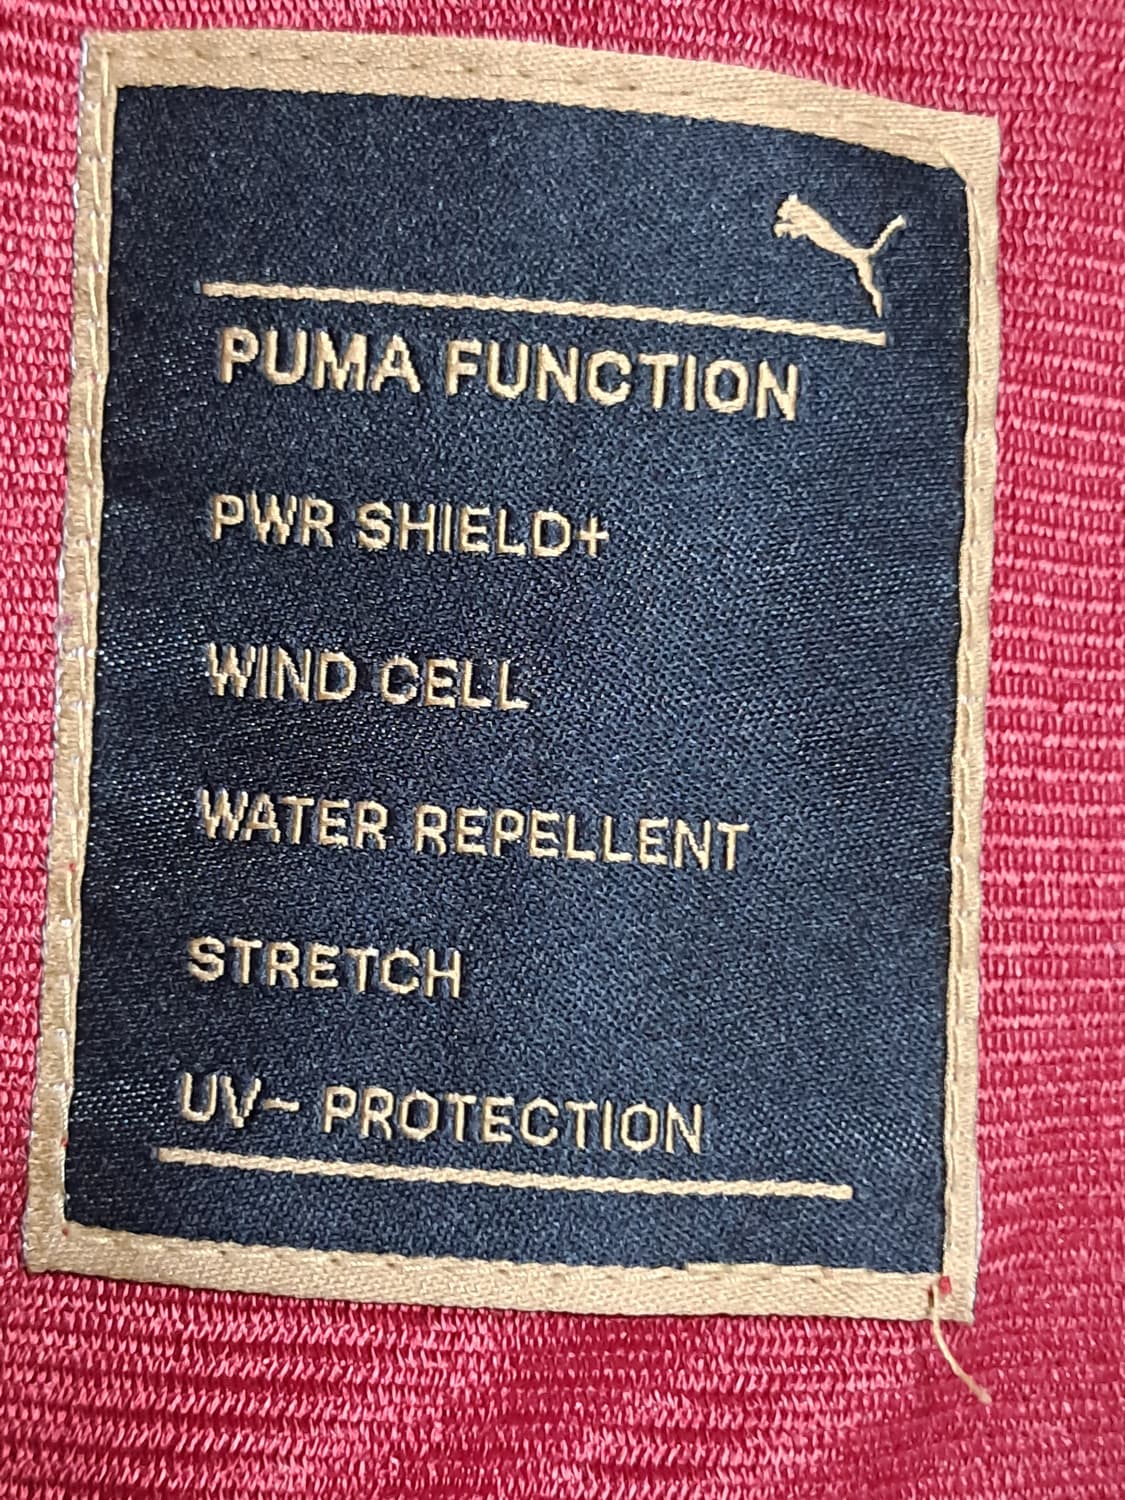 PUMA FUNCTION
PWR SHIELD+
WIND CELL
WATER REPELLENT
STRETCH
UV- PROTECTION